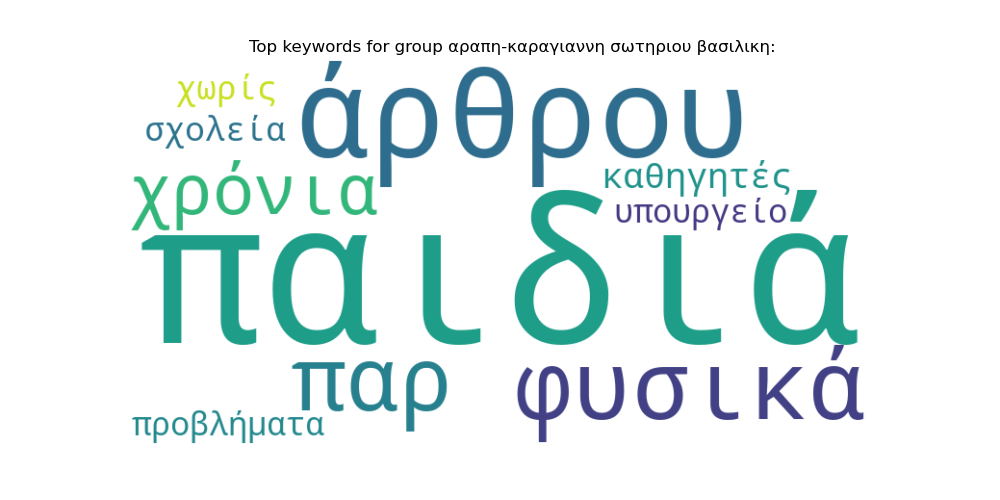 Top keywords for group αραπη-καραγιαννη σωτηριου βασιλικη:
χωρίς
άρθρου
σχολεία
χρόνια
καθηγητές
υπουργείο
παιδιά
παρ
φυσικά
προβλήματα